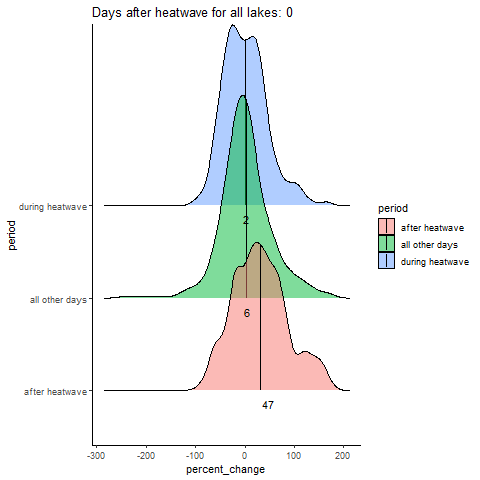 Days after heatwave for all lakes: 0
during heatwave
2
all other days
6
after heatwave
47
period
-300 -200 -100 0 100 200
percent_change
period
after heatwave
all other days
during heatwave